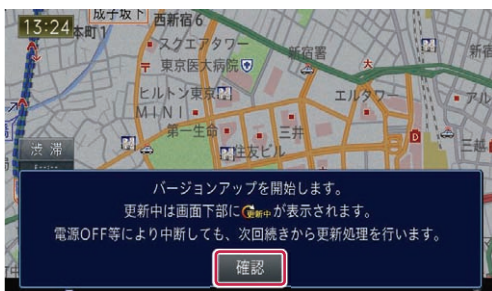 13:24
成子坂下
西新宿6
本町1
スクエアタワー
新宿署
東京医大病院
ヒルトン東京
エルタワー
アル
MINI
第一生命
三井
渋滞
住友ビル
三越
バージョンアップを開始します。
更新中は画面下部に更新中が表示されます。
電源OFF等により中断しても、次回続きから更新処理を行います。
確認